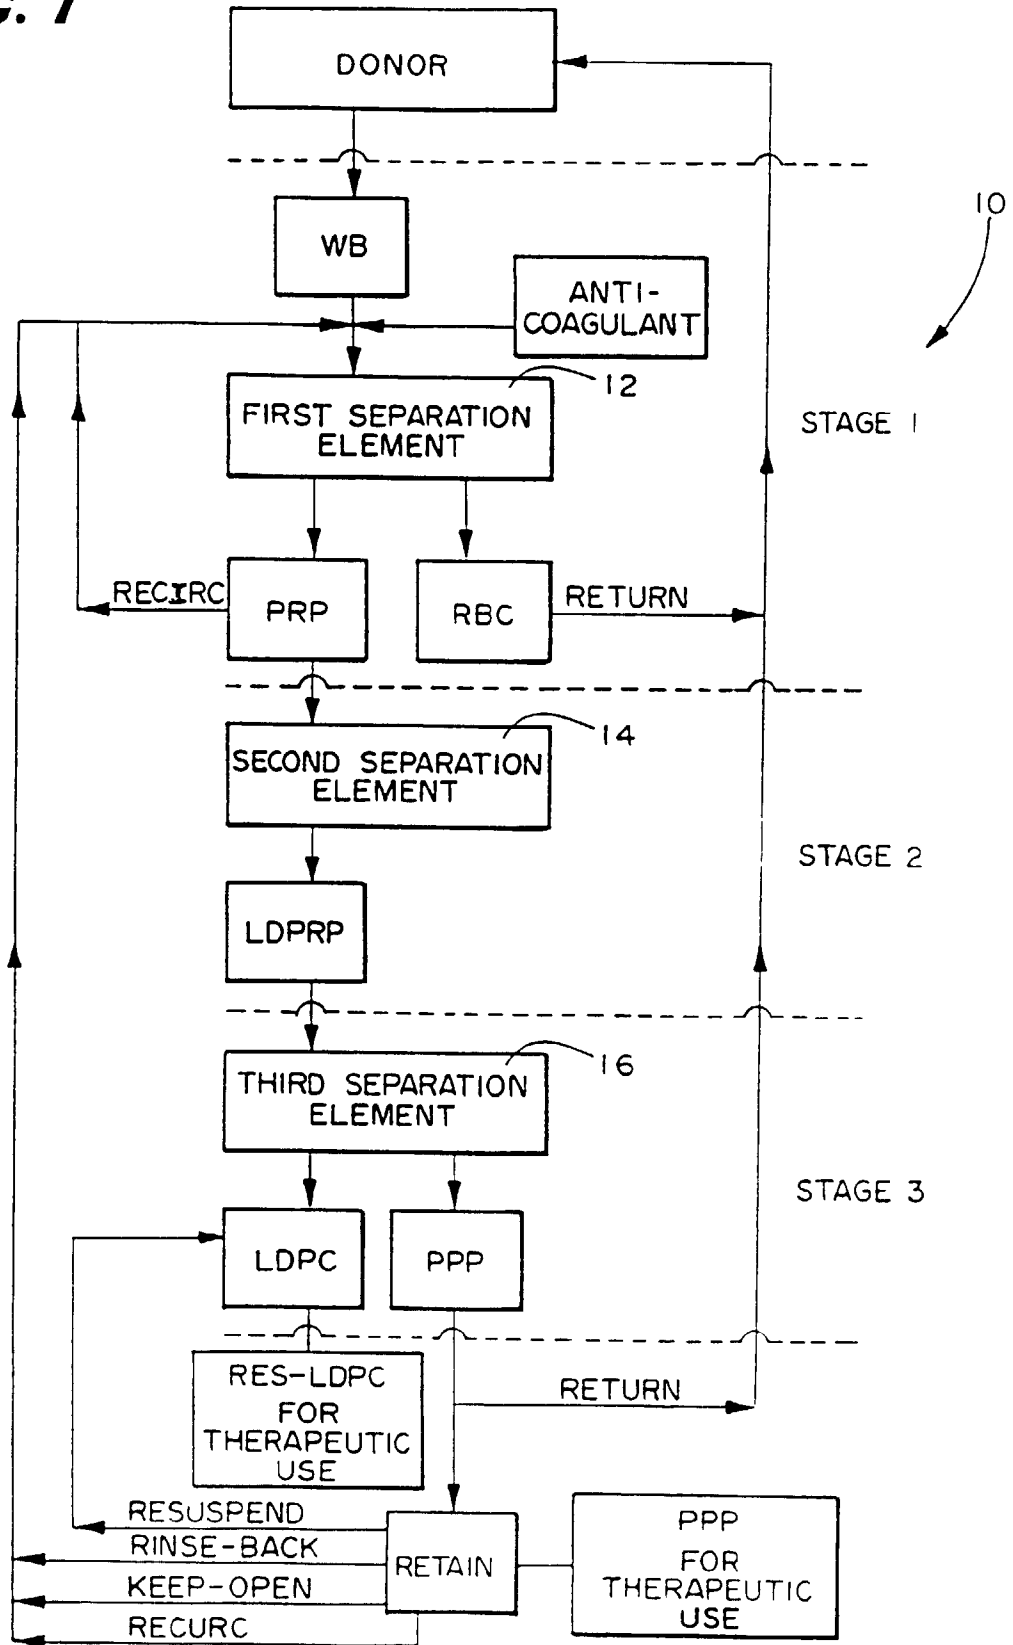 DONOR
WB
10
ANTI-
COAGULANT
12
FIRST SEPARATION
ELEMENT
STAGE 1
RECIRC
PRP
RBC
RETURN
14
SECOND SEPARATION
ELEMENT
STAGE 2
LDPRP
16
THIRD SEPARATION
ELEMENT
STAGE 3
LDPC
PPP
RES-LDPC
FOR
THERAPEUTIC
USE
RETURN
RESUSPEND
RINSE-BACK
KEEP-OPEN
RECURC
RETAIN
PPP
FOR
THERAPEUTIC
USE